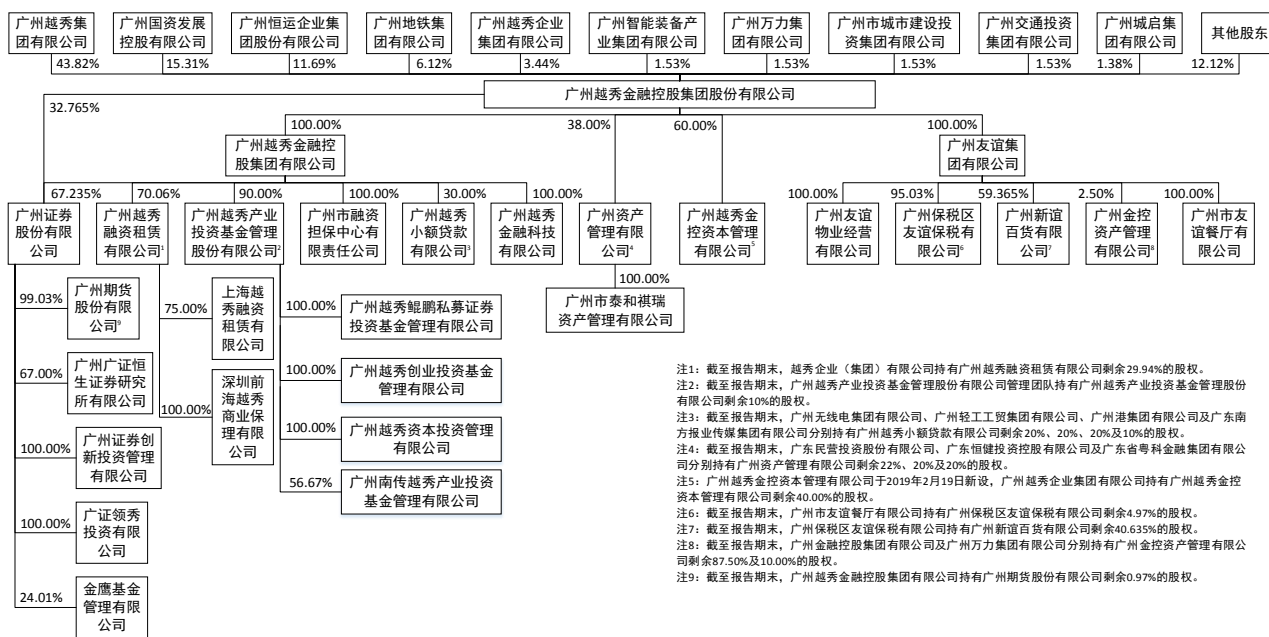 广州越秀集
团有限公司
广州国资发展
控股有限公司
广州恒运企业集
团股份有限公司
广州地铁集
团有限公司
广州越秀企业
集团有限公司
广州智能装备产
业集团有限公司
广州万力集
团有限公司
广州市城市建设投
资集团有限公司
广州交通投资
集团有限公司
广州城启集
团有限公司
其他股东
43.82%
15.31%
11.69%
6.12%
3.44%
1.53%
1.53%
1.53%
1.53%
1.38%
12.12%
广州越秀金融控股集团股份有限公司
32.765%
100.00%
38.00%
60.00%
100.00%
广州越秀金融控
股集团有限公司
广州友谊集
团有限公司
67.235%
70.06%
90.00%
100.00%
30.00%
100.00%
100.00%
95.03%
59.365%
2.50%
100.00%
广州证券
股份有限
公司
广州越秀
融资租赁
有限公司1
广州越秀产业
投资基金管理
股份有限公司2
广州市融资
担保中心有
限责任公司
广州越秀
小额贷款
有限公司3
广州越秀
金融科技
有限公司
广州资产
管理有限
公司4
广州越秀金
控资本管理有
限公司5
广州友谊
物业经营
有限公司
广州保税区
友谊保税有
限公司6
广州新谊
百货有限
公司7
广州金控
资产管理有
限公司8
广州市友
谊餐厅有
限公司
100.00%
广州市泰和祺瑞
资产管理有限公司
99.03%
广州期货
股份有限
公司9
67.00%
广州广证恒
生证券研究
所有限公司
100.00%
广州证券创
新投资管理
有限公司
100.00%
广证领秀
投资有限
公司
24.01%
金鹰基金
管理有限
公司
75.00%
上海越
秀融资
租赁有
限公司
100.00%
深圳前
海越秀
商业保
理有限
公司
100.00%
广州越秀鲲鹏私募证券
投资基金管理有限公司
100.00%
广州越秀创业投资基金
管理有限公司
100.00%
广州越秀资本投资管理
有限公司
56.67%
广州南传越秀产业投资
基金管理有限公司
注1：截至报告期末，越秀企业（集团）有限公司持有广州越秀融资租赁有限公司剩余29.94%的股权。
注2：截至报告期末，广州越秀产业投资基金管理股份有限公司管理团队持有广州越秀产业投资基金管理股份
有限公司剩余10%的股权。
注3：截至报告期末，广州无线电集团有限公司、广州轻工工贸集团有限公司、广州港集团有限公司及广东南
方报业传媒集团有限公司分别持有广州越秀小额贷款有限公司剩余20%、20%、20%及10%的股权。
注4：截至报告期末，广东民营投资股份有限公司、广东恒健投资控股有限公司及广东省粤科金融集团有限公
司分别持有广州资产管理有限公司剩余22%、20%及20%的股权。
注5：广州越秀金控资本管理有限公司于2019年2月19日新设，广州越秀企业集团有限公司持有广州越秀金控
资本管理有限公司剩余40.00%的股权。
注6：截至报告期末，广州市友谊餐厅有限公司持有广州保税区友谊保税有限公司剩余4.97%的股权。
注7：截至报告期末，广州保税区友谊保税有限公司持有广州新谊百货有限公司剩余40.635%的股权。
注8：截至报告期末，广州金融控股集团有限公司及广州万力集团有限公司分别持有广州金控资产管理有限公
司剩余87.50%及10.00%的股权。
注9：截至报告期末，广州越秀金融控股集团有限公司持有广州期货股份有限公司剩余0.97%的股权。